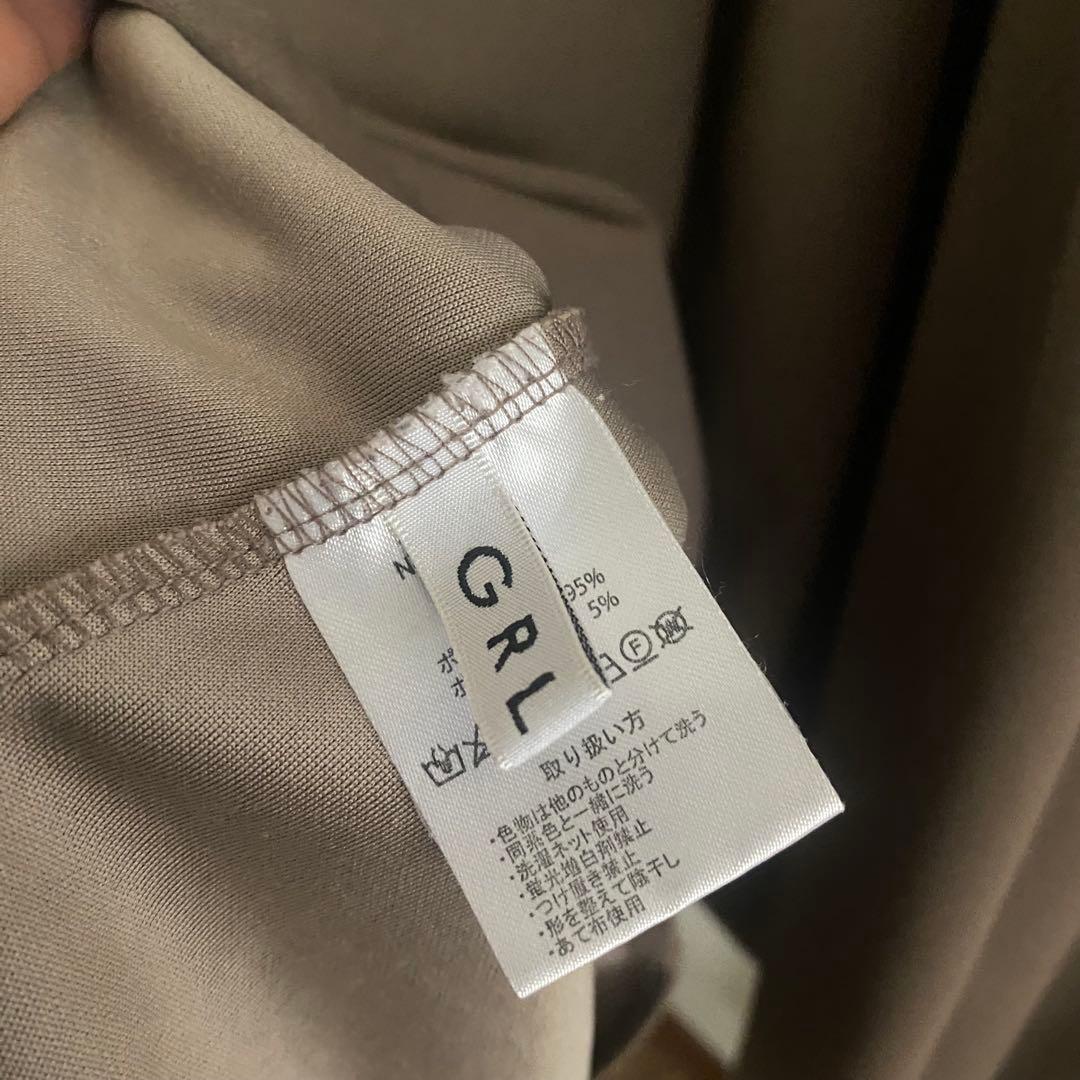 GRL
95%
5%
F W
取り扱い方
・色物は他のものと分けて洗う
・同系色と一緒に洗う
・洗濯ネット使用
・蛍光増白剤禁止
・つけ置き禁止
・形を整えて陰干し
・あて布使用